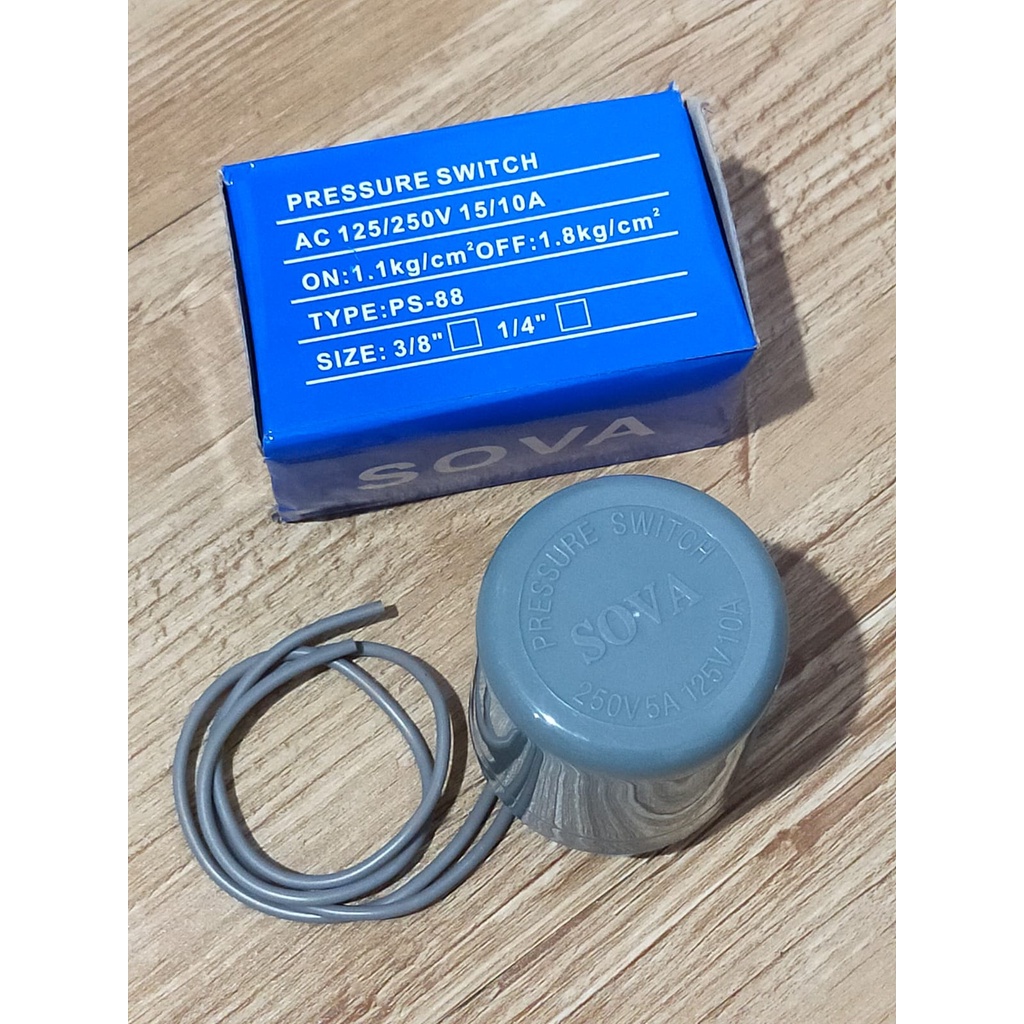 PRESSURE SWITCH
AC 125/250V 15/10A
ON:1.1kg/cm² OFF:1.8kg/cm²
TYPE:PS-88
SIZE: 3/8" 1/4"
SOVA
PRESSURE SWITCH
SOVA
250V 5A 125V 10A